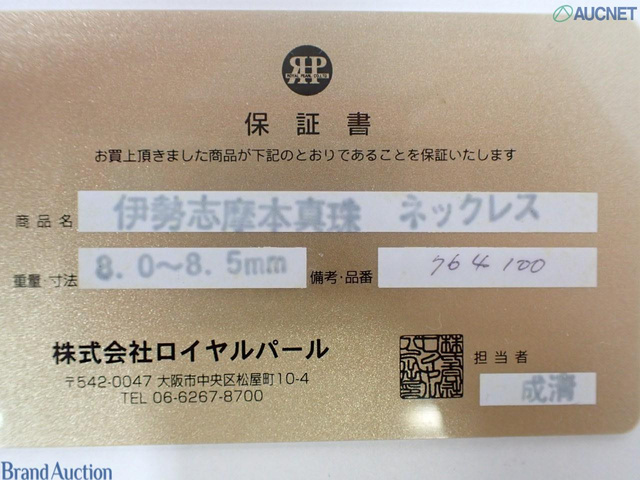 AUCNET
RHP
保証書
お買上頂きました商品が下記のとおりであることを保証いたします
商品名 伊勢志摩本真珠 ネックレス
重量・寸法 8.0〜8.5mm 備考・品番 764100
株式会社ロイヤルパール
〒542-0047 大阪市中央区松屋町10-4
TEL 06-6267-8700
担当者
成清
Brand Auction